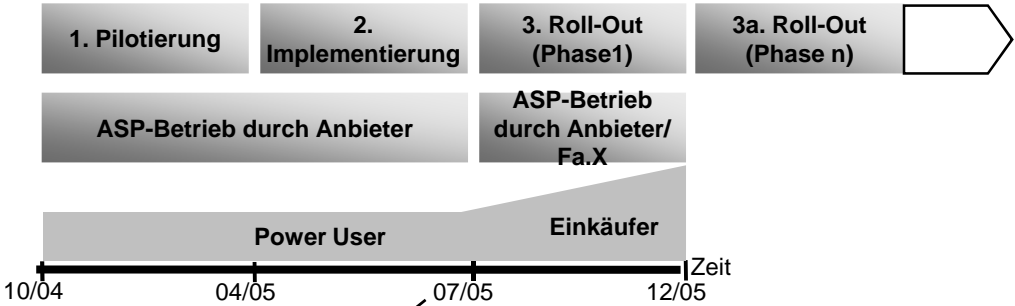 1. Pilotierung
2.
Implementierung
3. Roll-Out
(Phase1)
3a. Roll-Out
(Phase n)
ASP-Betrieb durch Anbieter
ASP-Betrieb
durch Anbieter/
Fa.X
Power User
Einkäufer
Zeit
10/04
04/05
07/05
12/05